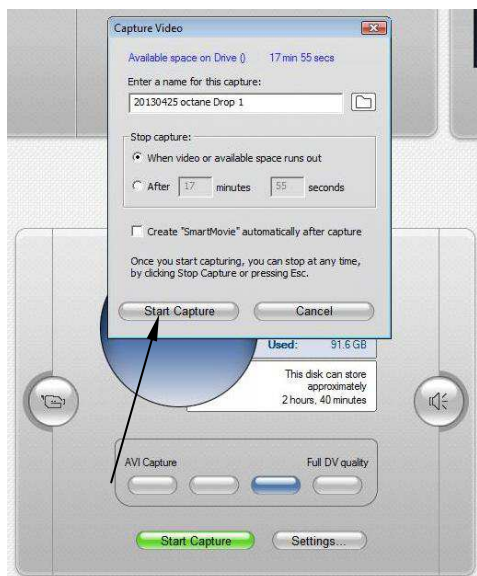 Capture Video
Available space on Drive () 17 min 55 secs
Enter a name for this capture:
20130425 octane Drop 1
Stop capture:
When video or available space runs out
After 17 minutes 55 seconds
Create "SmartMovie" automatically after capture
Once you start capturing, you can stop at any time,
by clicking Stop Capture or pressing Esc.
Start Capture Cancel
Used: 91.6 GB
This disk can store
approximately
2 hours, 40 minutes
AVI Capture Full DV quality
Start Capture Settings...